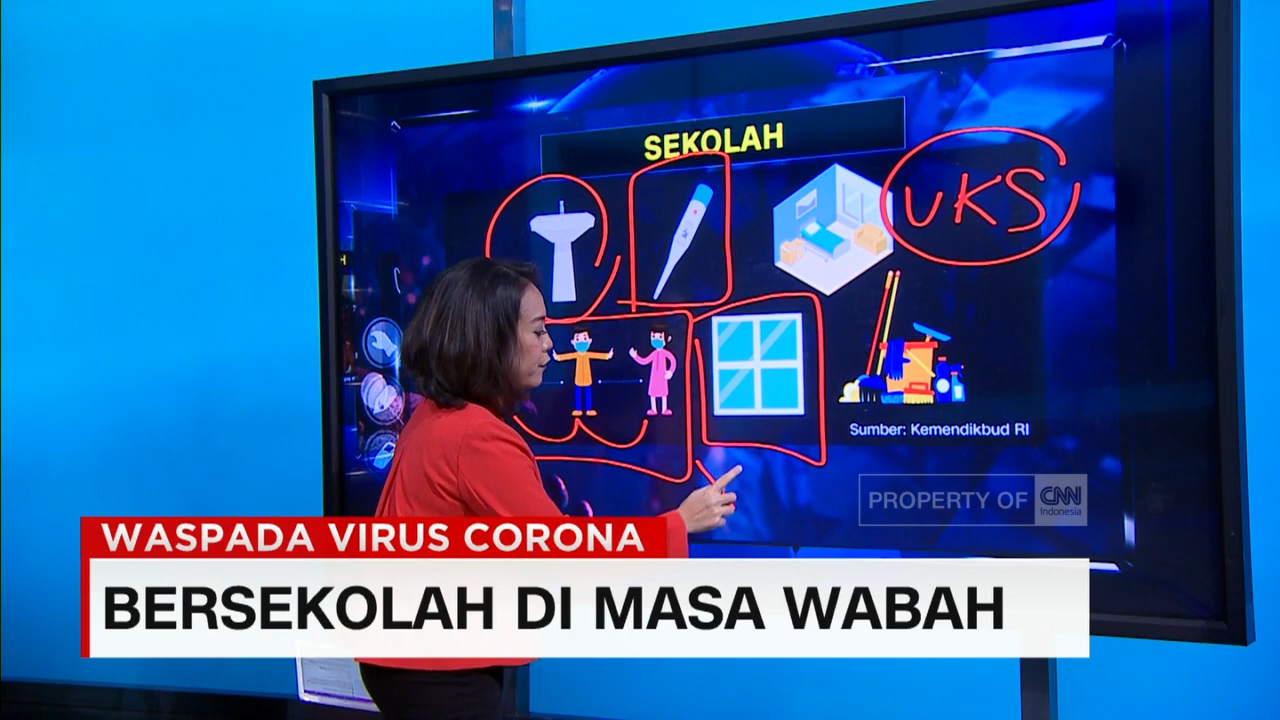 SEKOLAH
UKS
H
Sumber: Kemendikbud RI
PROPERTY OF CNN Indonesia
WASPADA VIRUS CORONA
BERSEKOLAH DI MASA WABAH